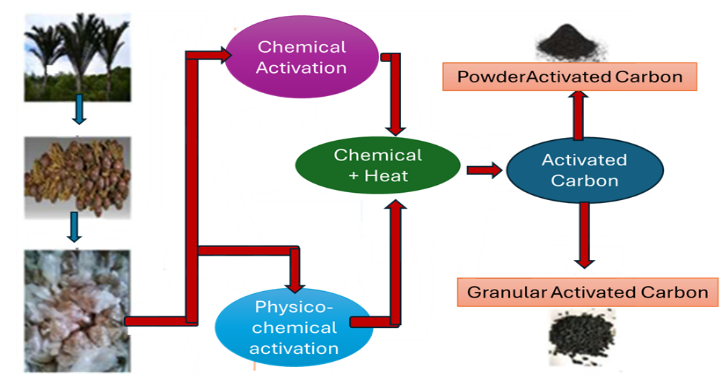 Chemical
Activation
PowderActivated Carbon
Chemical
+ Heat
Activated
Carbon
Physico-
chemical
activation
Granular Activated Carbon